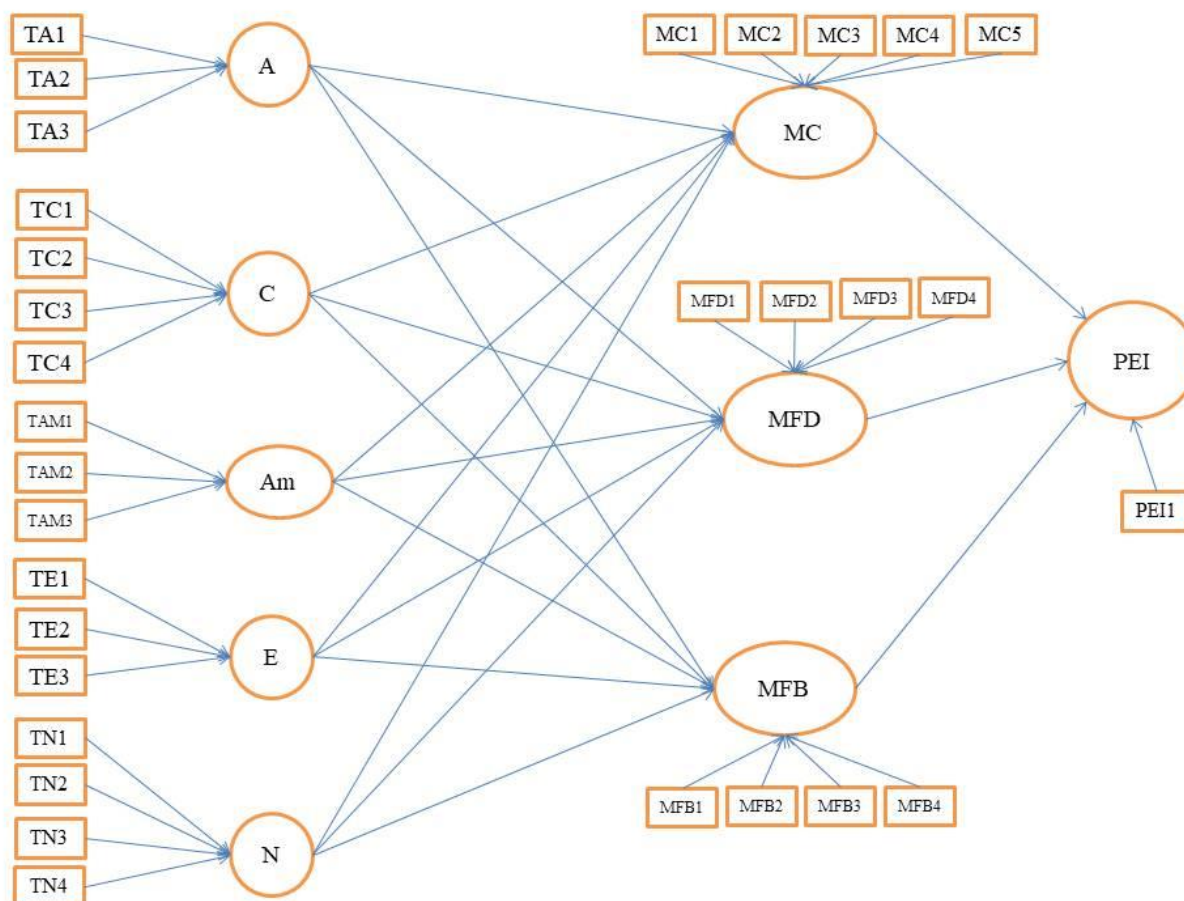 TA1
TA2
TA3
A
TC1
TC2
TC3
TC4
C
TAM1
TAM2
TAM3
Am
TE1
TE2
TE3
E
TN1
TN2
TN3
TN4
N
MC1
MC2
MC3
MC4
MC5
MC
MFD1
MFD2
MFD3
MFD4
MFD
MFB
MFB1
MFB2
MFB3
MFB4
PEI
PEI1